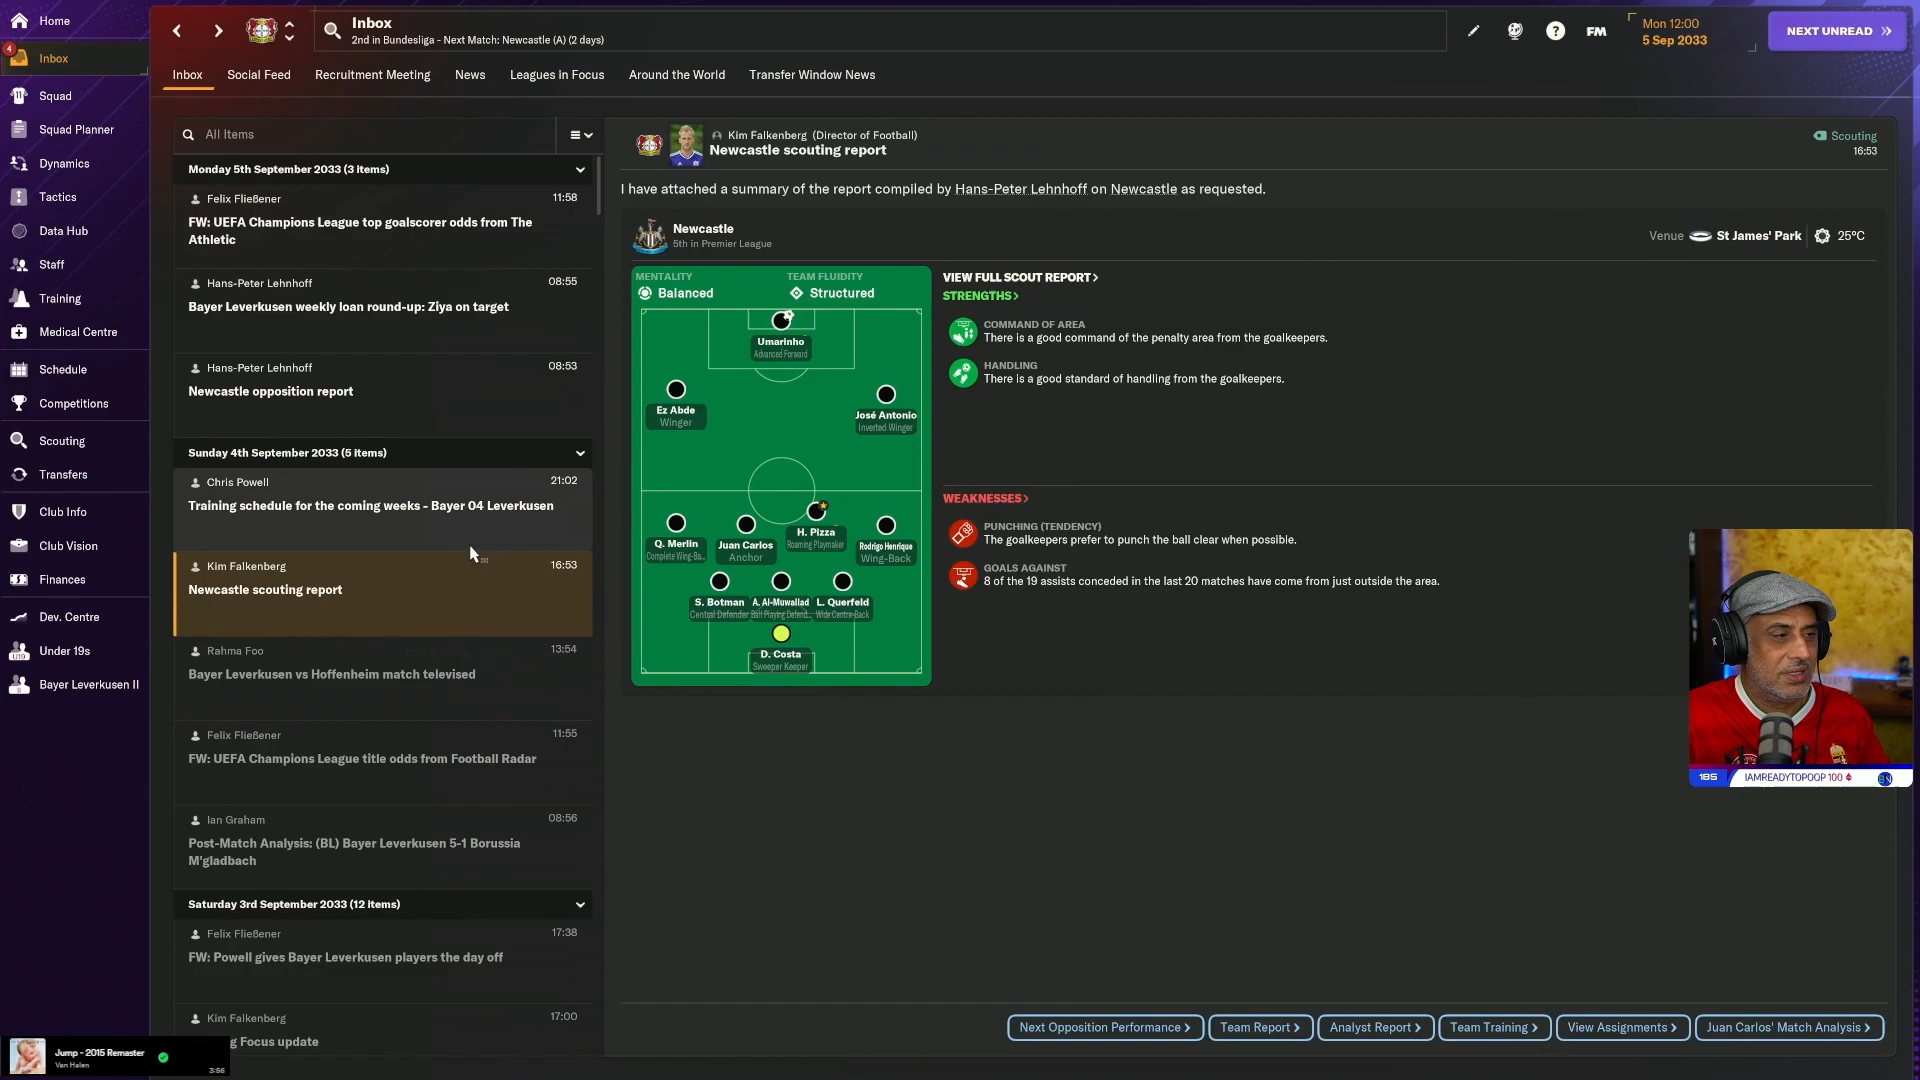 Home
4
Inbox
Squad
Squad Planner
Dynamics
Tactics
Data Hub
Staff
Training
Medical Centre
Schedule
Competitions
Scouting
Transfers
Club Info
Club Vision
Finances
Dev. Centre
Under 19s
Bayer Leverkusen II
Inbox
2nd in Bundesliga - Next Match: Newcastle (A) (2 days)
FM
Mon 12:00
5 Sep 2033
NEXT UNREAD
Inbox Social Feed Recruitment Meeting News Leagues in Focus Around the World Transfer Window News
All Items
Monday 5th September 2033 (3 items)
Felix Fließener 11:58
FW: UEFA Champions League top goalscorer odds from The
Athletic
Hans-Peter Lehnhoff 08:55
Bayer Leverkusen weekly loan round-up: Ziya on target
Hans-Peter Lehnhoff 08:53
Newcastle opposition report
Sunday 4th September 2033 (5 items)
Chris Powell 21:02
Training schedule for the coming weeks - Bayer 04 Leverkusen
Kim Falkenberg 16:53
Newcastle scouting report
Rahma Foo 13:54
Bayer Leverkusen vs Hoffenheim match televised
Felix Fließener 11:55
FW: UEFA Champions League title odds from Football Radar
Ian Graham 08:56
Post-Match Analysis: (BL) Bayer Leverkusen 5-1 Borussia
M'gladbach
Saturday 3rd September 2033 (12 items)
Felix Fließener 17:38
FW: Powell gives Bayer Leverkusen players the day off
Kim Falkenberg 17:00
g Focus update
Kim Falkenberg (Director of Football)
Newcastle scouting report
Scouting
16:53
I have attached a summary of the report compiled by Hans-Peter Lehnhoff on Newcastle as requested.
Newcastle
5th in Premier League
Venue St James' Park 25°C
MENTALITY TEAM FLUIDITY
Balanced Structured
Umarinho
Advanced Forward
Ez Abde
Winger
José Antonio
Inverted Winger
Q. Merlin
Complete Wing-Ba...
Juan Carlos
Anchor
H. Pizza
Roaming Playmaker
Rodrigo Henrique
Wing-Back
S. Botman
Central Defender
A. Al-Muwallad
Ball Playing Defend...
L. Querfeld
Wide Centre-Back
D. Costa
Sweeper Keeper
VIEW FULL SCOUT REPORT>
STRENGTHS>
COMMAND OF AREA
There is a good command of the penalty area from the goalkeepers.
HANDLING
There is a good standard of handling from the goalkeepers.
WEAKNESSES>
PUNCHING (TENDENCY)
The goalkeepers prefer to punch the ball clear when possible.
GOALS AGAINST
8 of the 19 assists conceded in the last 20 matches have come from just outside the area.
185 IAMREADYTOPOOP 100
Next Opposition Performance > Team Report > Analyst Report > Team Training > View Assignments > Juan Carlos' Match Analysis >
Jump - 2015 Remaster
Van Halen
3:56